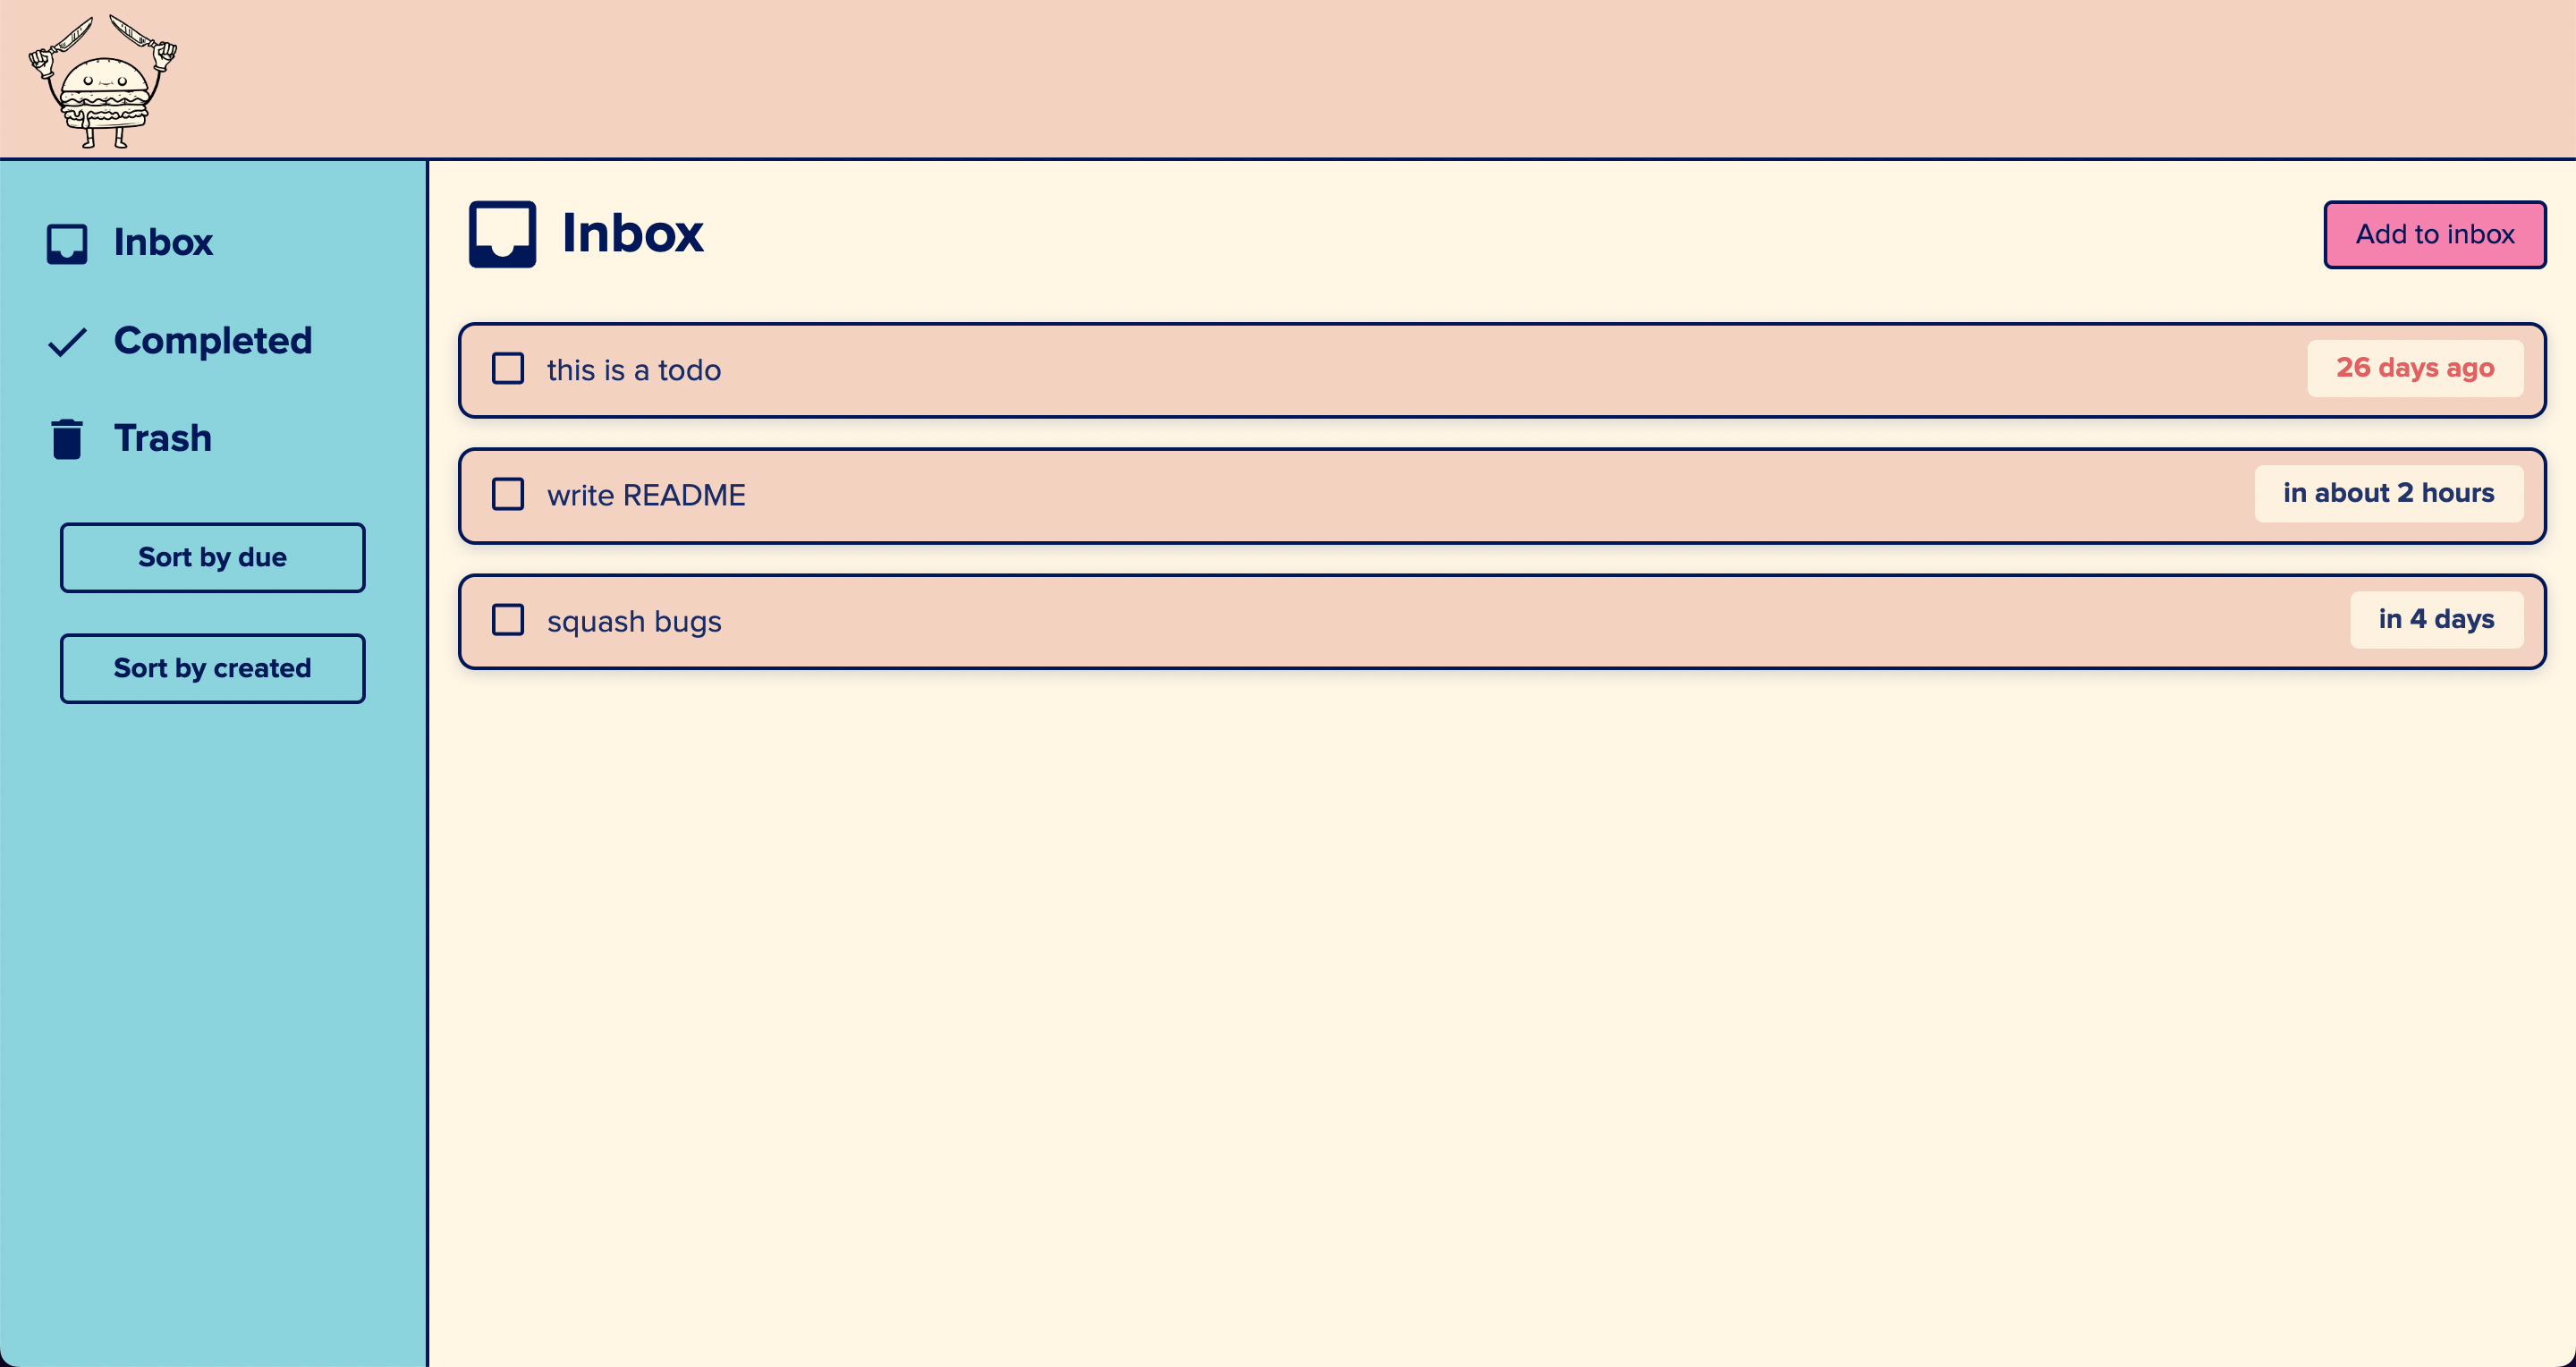 Inbox
Completed
Trash
Sort by due
Sort by created
Inbox
Add to inbox
this is a todo
26 days ago
write README
in about 2 hours
squash bugs
in 4 days